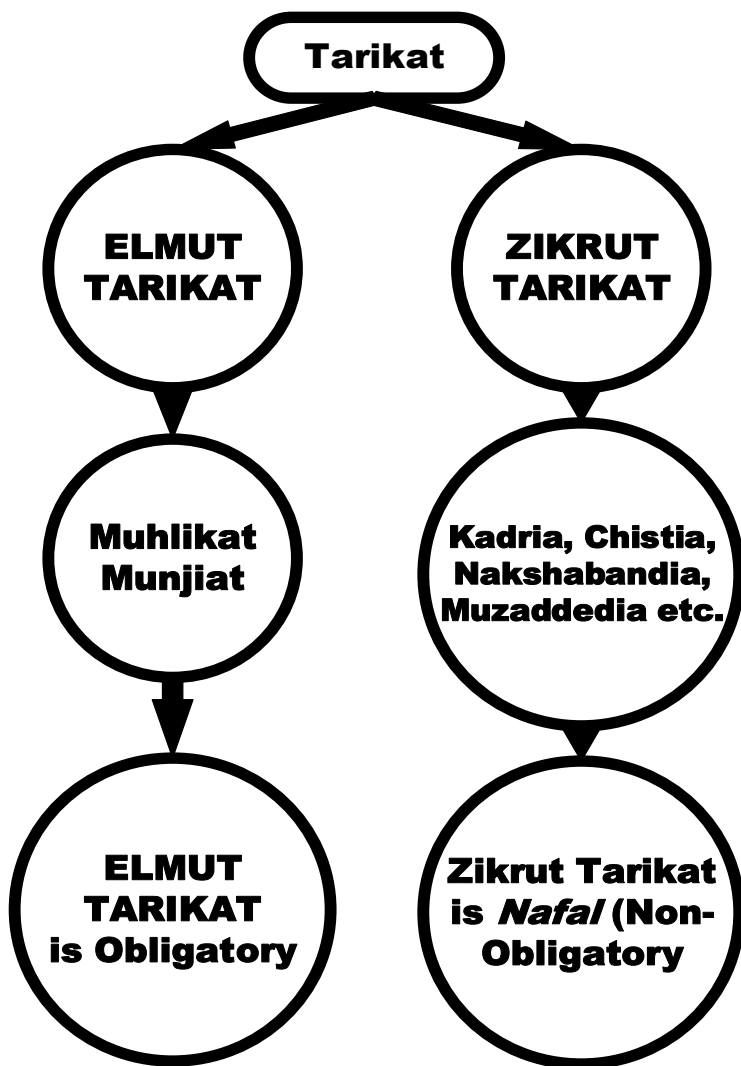 Tarikat
ELMUT
TARIKAT
ZIKRUT
TARIKAT
Muhlikat
Munjiat
Kadria, Chistia,
Nakshabandia,
Muzaddedia etc.
ELMUT
TARIKAT
is Obligatory
Zikrut Tarikat
is Nafal (Non-
Obligatory